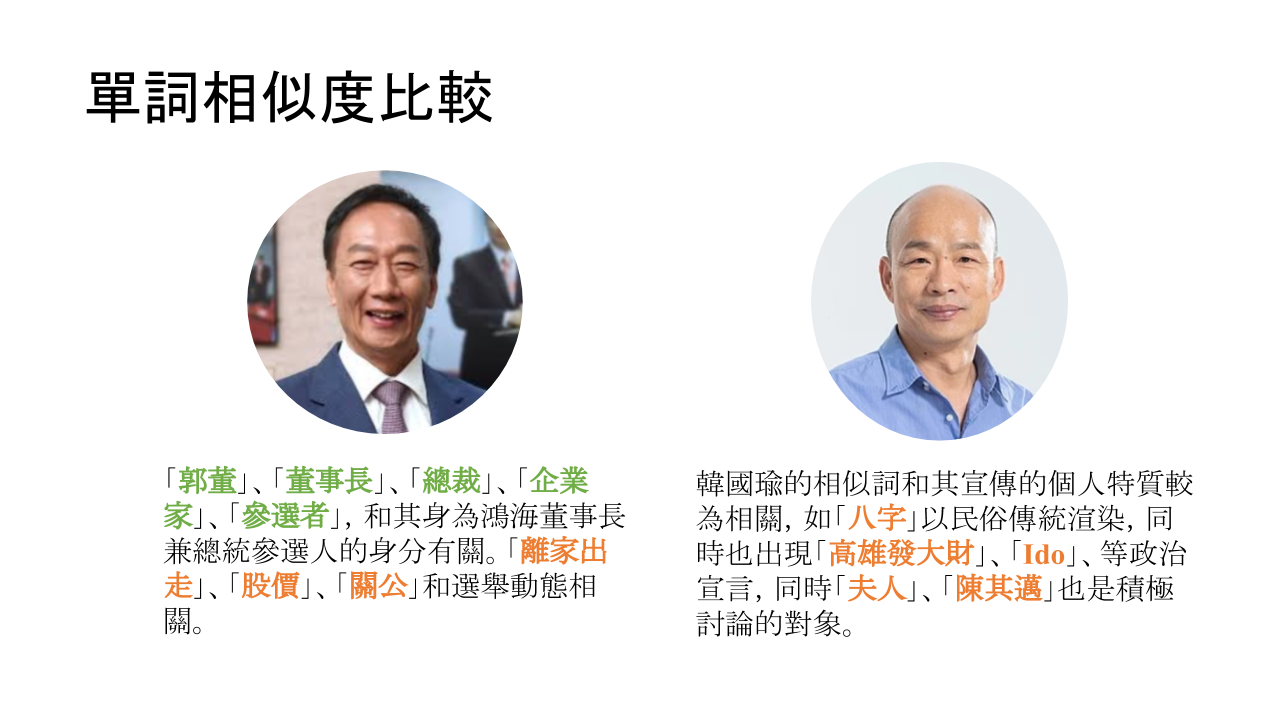 單詞相似度比較
「郭董」、「董事長」、「總裁」、「企業
家」、「參選者」, 和其身為鴻海董事長
兼總統參選人的身分有關。「離家出
走」、「股價」、「關公」和選舉動態相
關。
韓國瑜的相似詞和其宣傳的個人特質較
為相關, 如「八字」以民俗傳統渲染, 同
時也出現「高雄發大財」、「Ido」、等政治
宣言, 同時「夫人」、「陳其邁」也是積極
討論的對象。